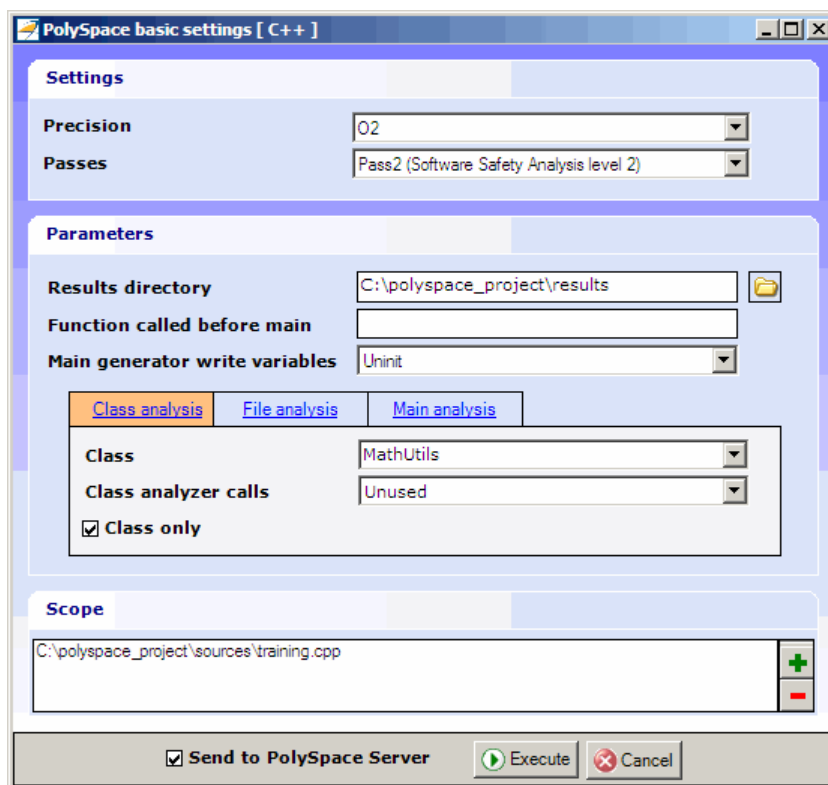 PolySpace basic settings [ C++ ]
Settings
Precision O2
Passes Pass2 (Software Safety Analysis level 2)
Parameters
Results directory C:\polyspace_project\results
Function called before main
Main generator write variables Uninit
Class analysis File analysis Main analysis
Class MathUtils
Class analyzer calls Unused
Class only
Scope
C:\polyspace_project\sources\training.cpp
Send to PolySpace Server Execute Cancel